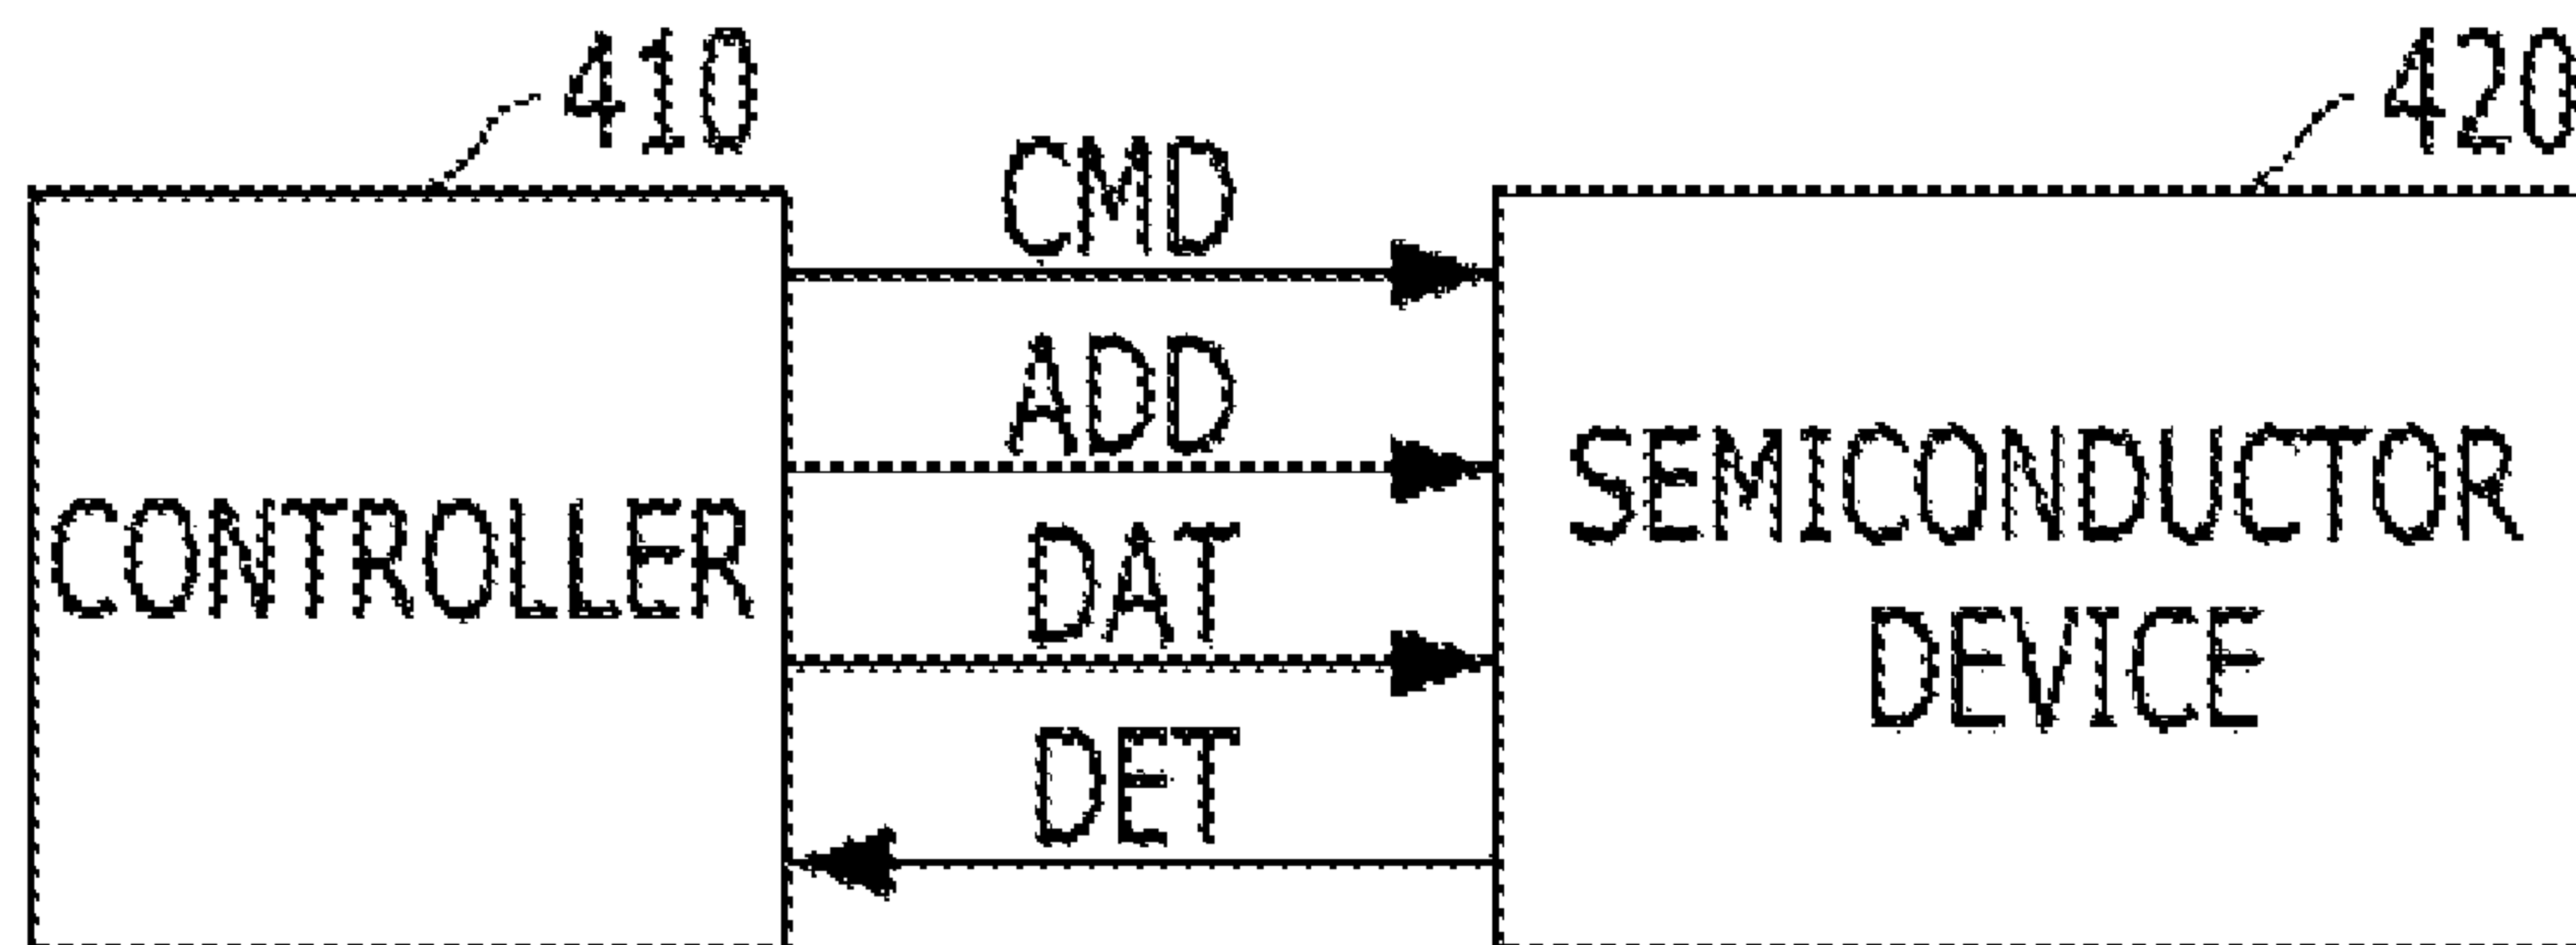 410
420
CMD
ADD
DAT
DET
CONTROLLER
SEMICONDUCTOR
DEVICE